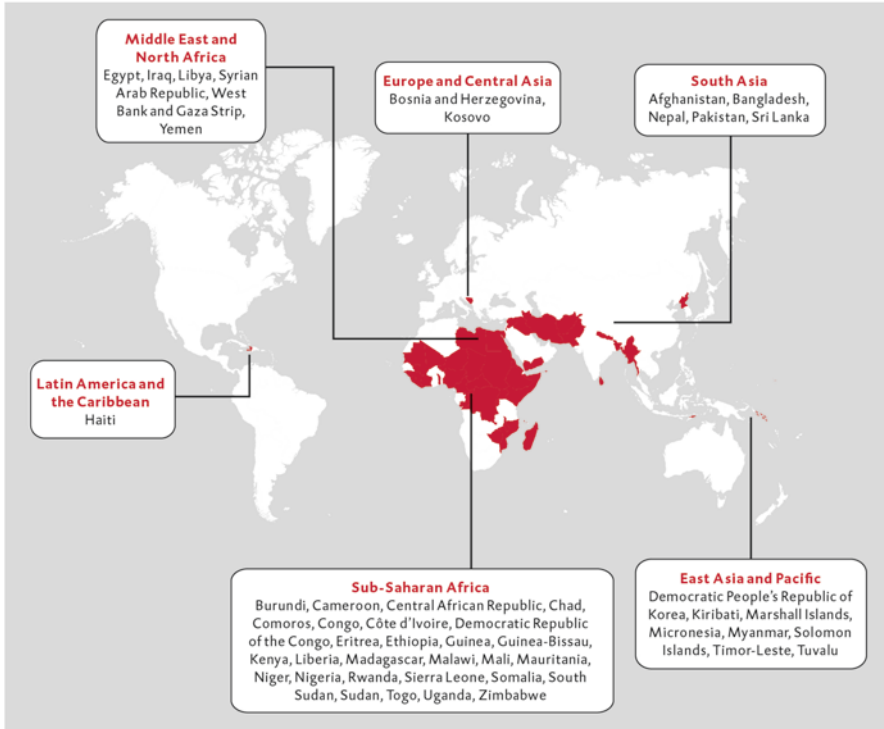 Middle East and
North Africa
Egypt, Iraq, Libya, Syrian
Arab Republic, West
Bank and Gaza Strip,
Yemen
Europe and Central Asia
Bosnia and Herzegovina,
Kosovo
South Asia
Afghanistan, Bangladesh,
Nepal, Pakistan, Sri Lanka
Latin America and
the Caribbean
Haiti
Sub-Saharan Africa
Burundi, Cameroon, Central African Republic, Chad,
Comoros, Congo, Côte d’Ivoire, Democratic Republic
of the Congo, Eritrea, Ethiopia, Guinea, Guinea-Bissau,
Kenya, Liberia, Madagascar, Malawi, Mali, Mauritania,
Niger, Nigeria, Rwanda, Sierra Leone, Somalia, South
Sudan, Sudan, Togo, Uganda, Zimbabwe
East Asia and Pacific
Democratic People’s Republic of
Korea, Kiribati, Marshall Islands,
Micronesia, Myanmar, Solomon
Islands, Timor-Leste, Tuvalu